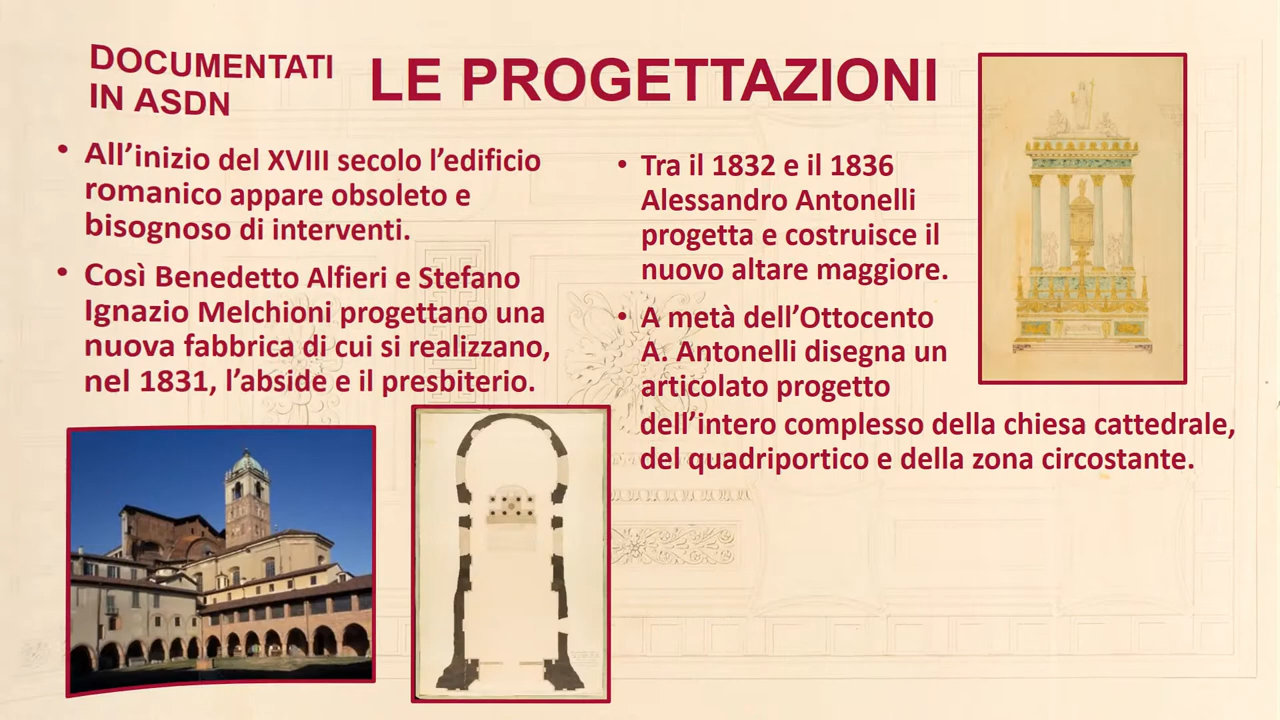 DOCUMENTATI
IN ASDN
LE PROGETTAZIONI
• All’inizio del XVIII secolo l’edificio
romanico appare obsoleto e
bisognoso di interventi.
• Così Benedetto Alfieri e Stefano
Ignazio Melchioni progettano una
nuova fabbrica di cui si realizzano,
nel 1831, l’abside e il presbiterio.
• Tra il 1832 e il 1836
Alessandro Antonelli
progetta e costruisce il
nuovo altare maggiore.
• A metà dell’Ottocento
A. Antonelli disegna un
articolato progetto
dell’intero complesso della chiesa cattedrale,
del quadriportico e della zona circostante.